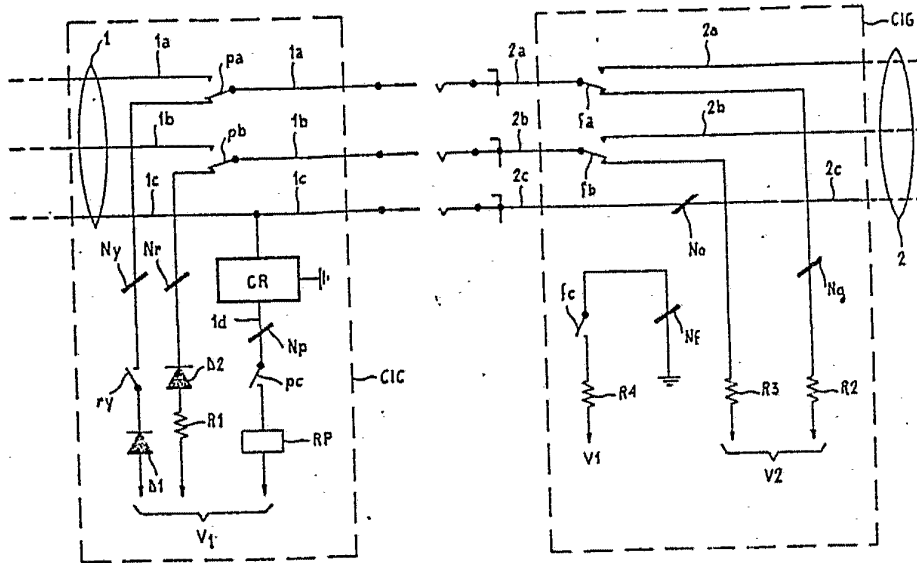 1
1a
pa
1a
2a
2a
CIG
1b
pb
1b
2b
fa
2b
1c
1c
2c
fb
2c
Ny
Nr
CR
No
2
1d
Np
fc
Nf
Ng
ry
D2
pc
CIC
R1
R4
R3
R2
D1
RP
V1
V1
V2